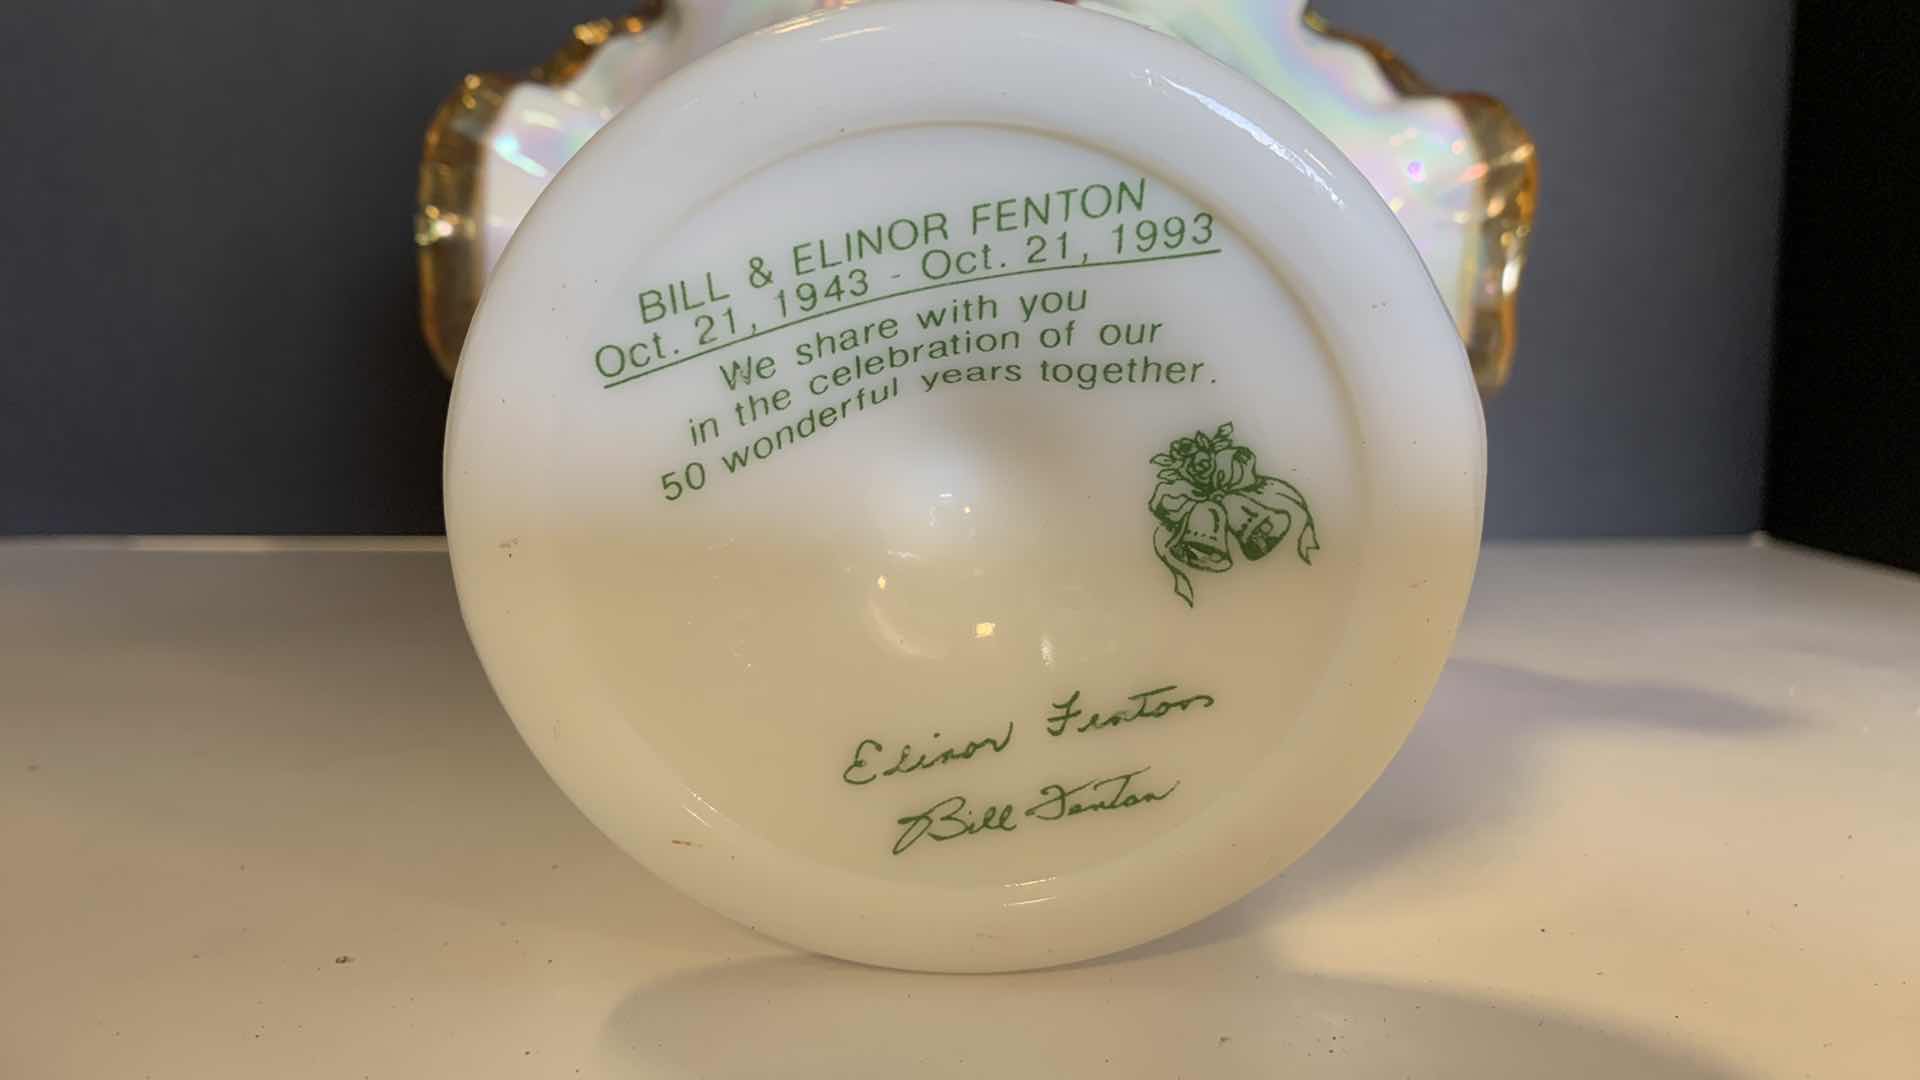 BILL & ELINOR FENTON
Oct. 21, 1943 - Oct. 21, 1993
We share with you
in the celebration of our
50 wonderful years together.
Elinor Fenton
Bill Fenton